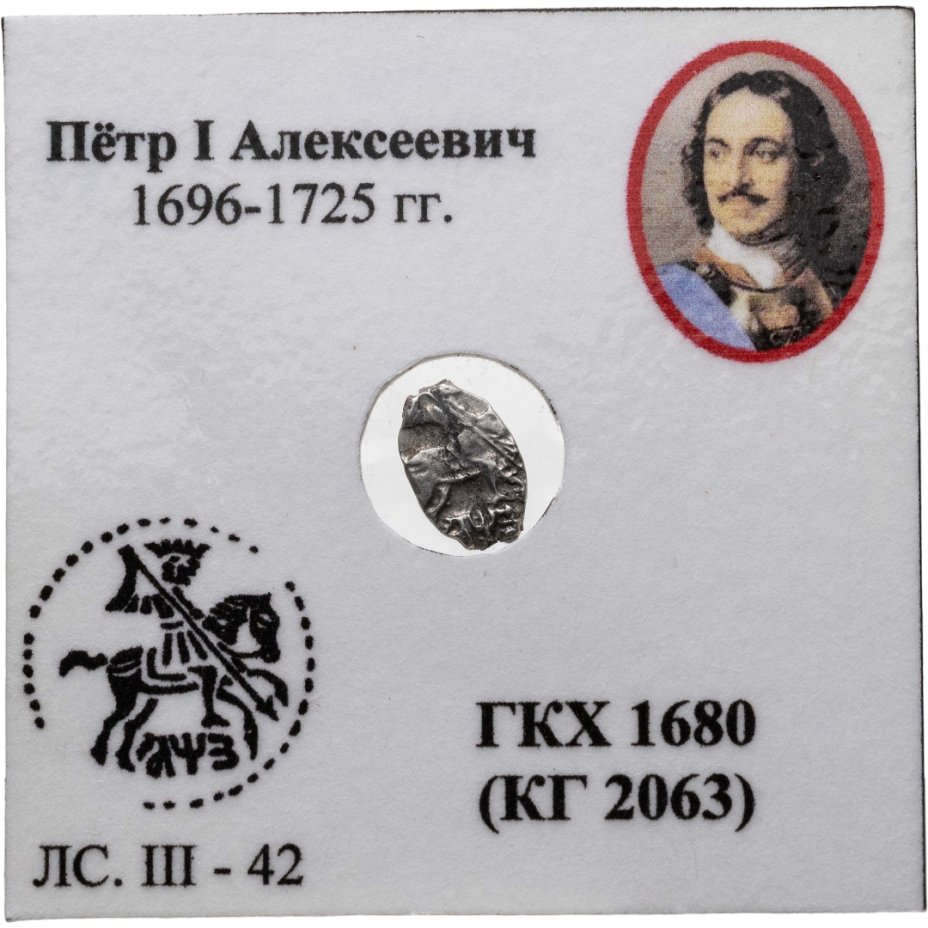 Пётр I Алексеевич
1696-1725 гг.
ГКХ 1680
(КГ 2063)
ЛС. III - 42